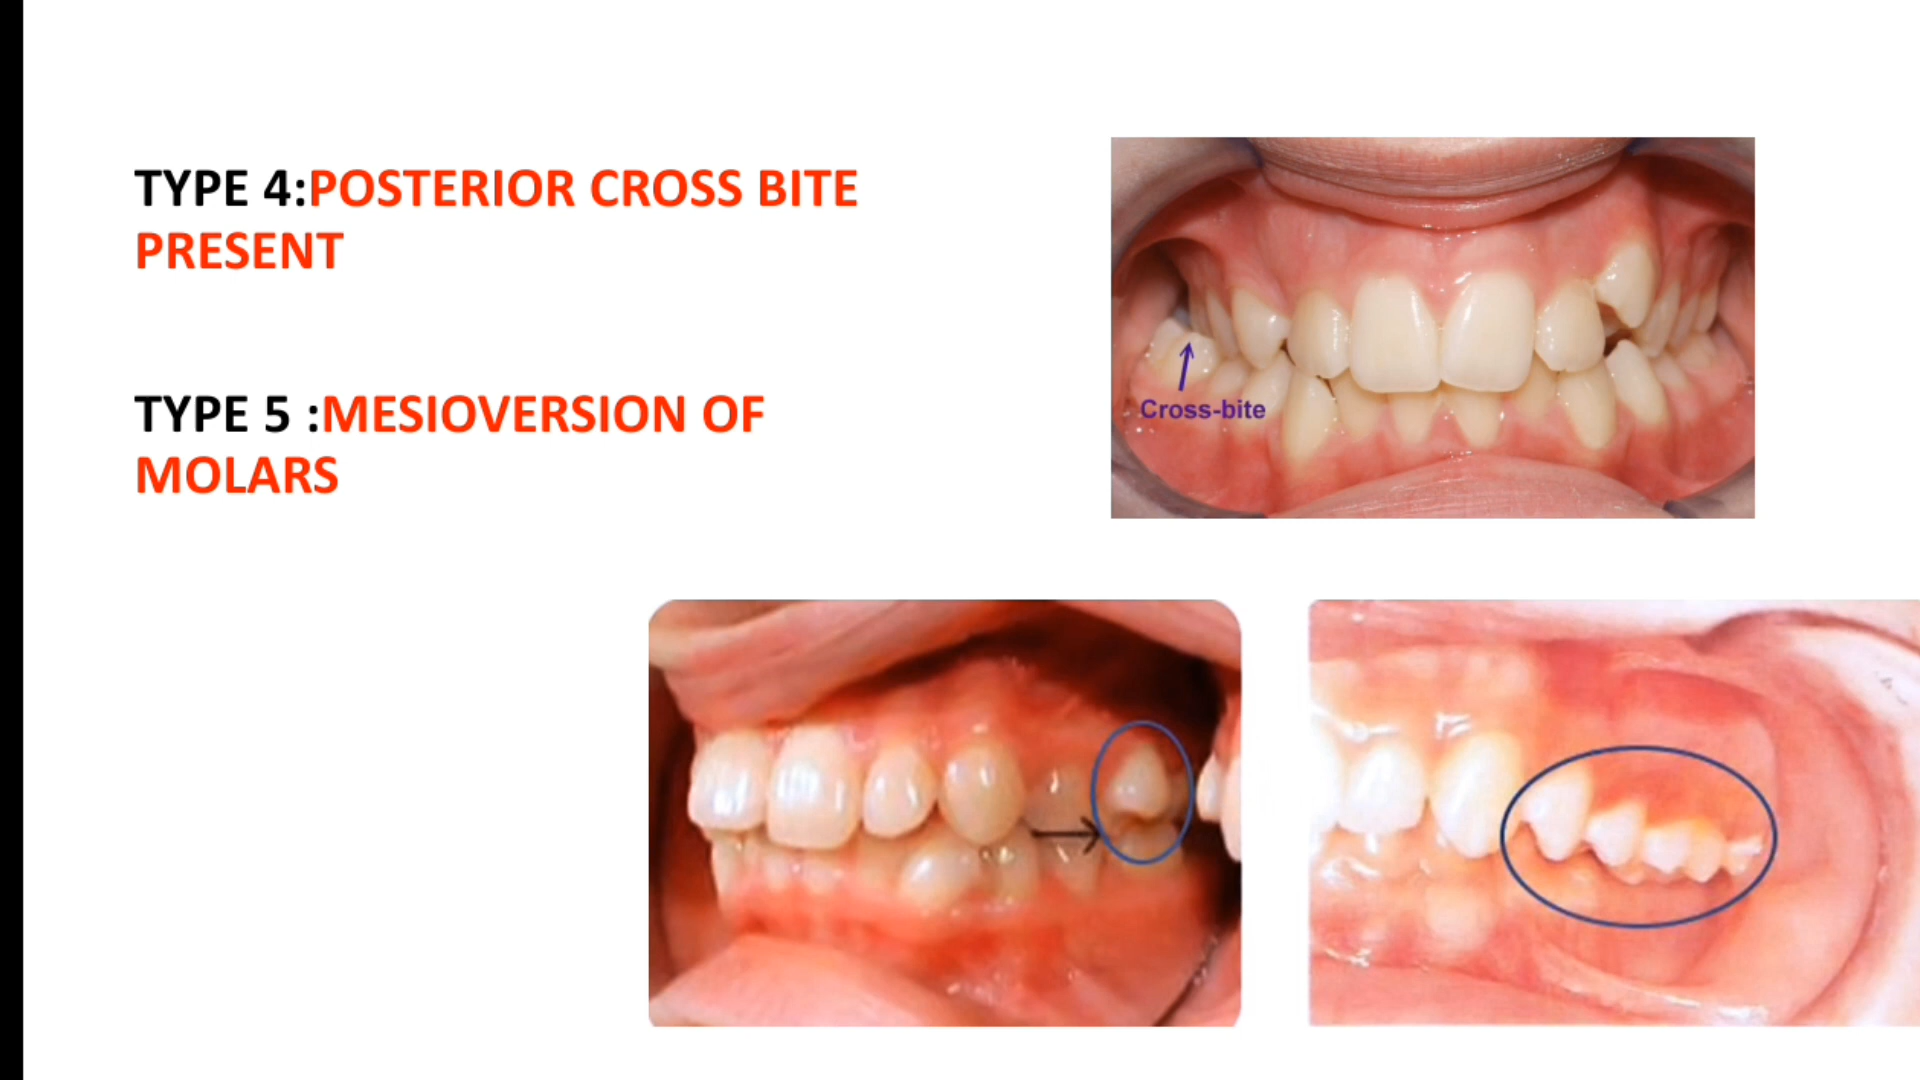 TYPE 4:POSTERIOR CROSS BITE
PRESENT
TYPE 5 :MESIOVERSION OF
MOLARS
Cross-bite